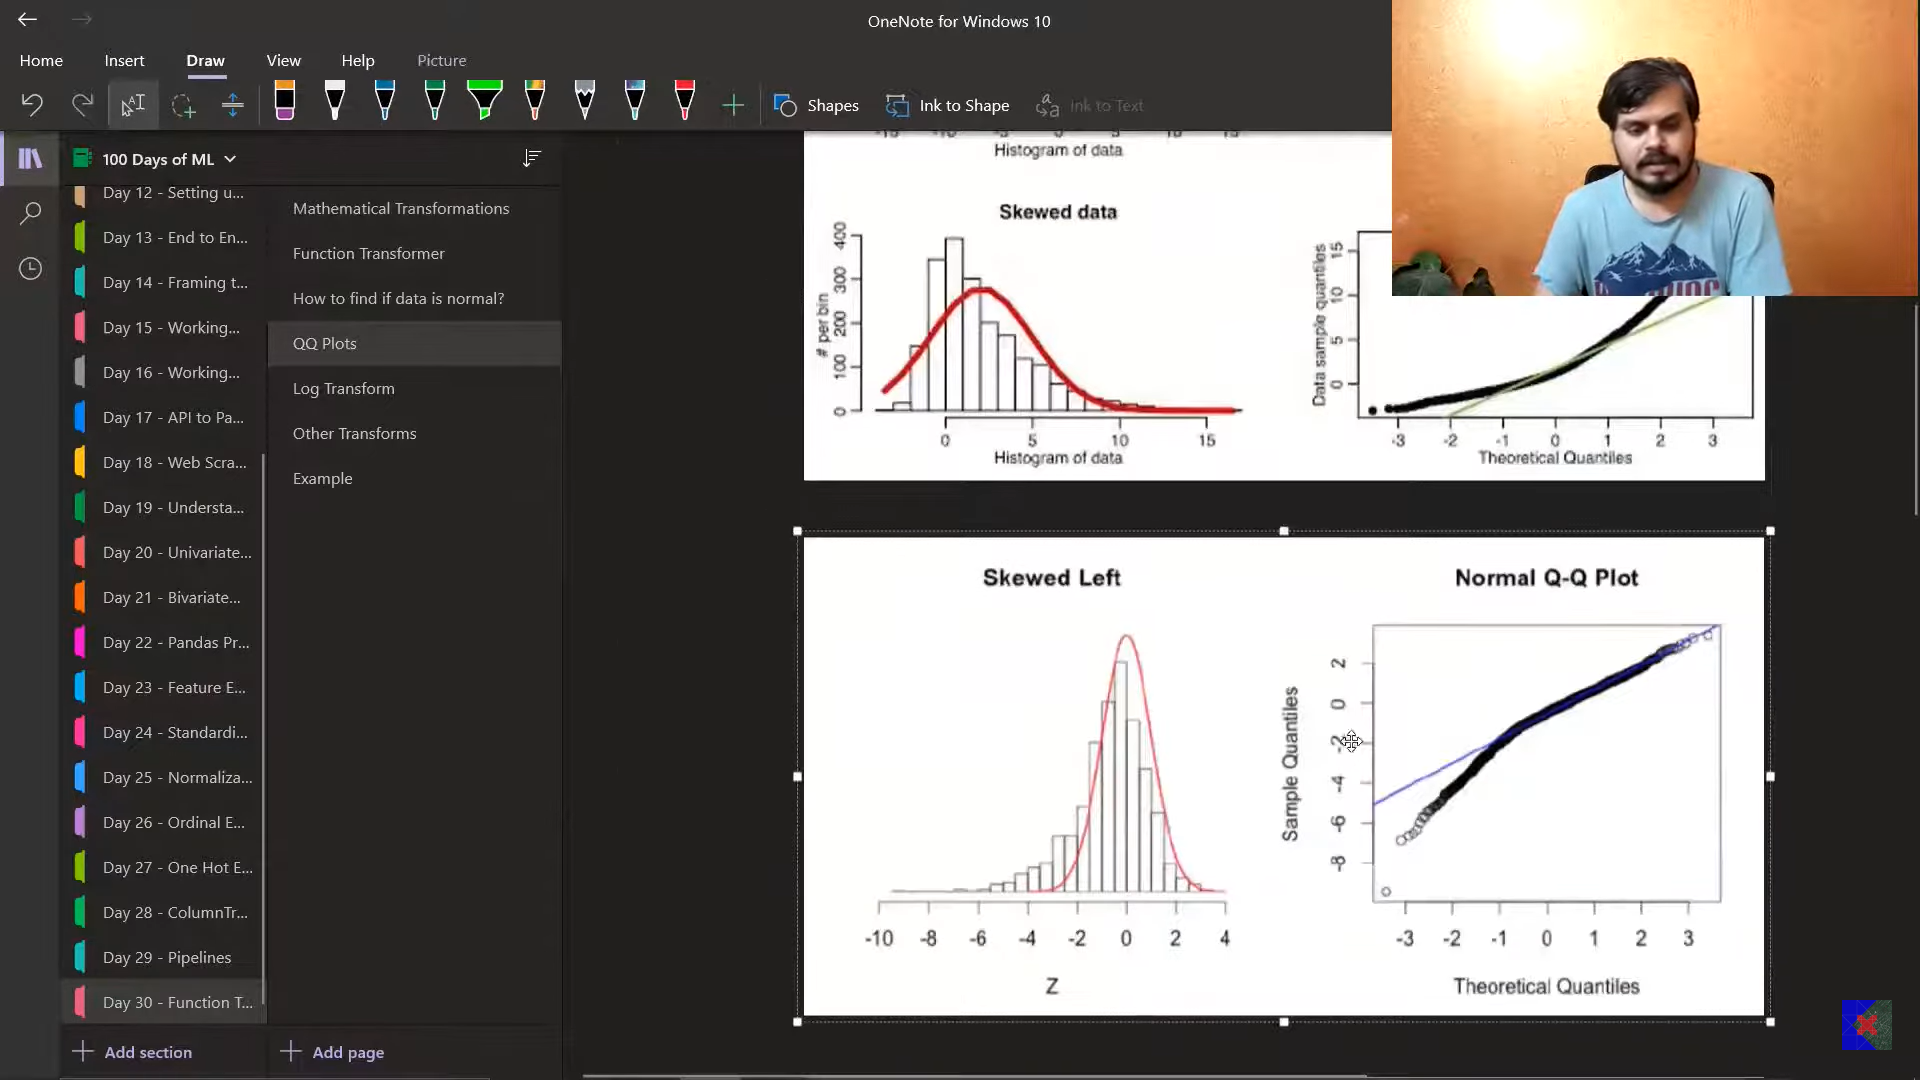 OneNote for Windows 10
Home
Insert
Draw
View
Help
Picture
Shapes
Ink to Shape
Ink to Text
100 Days of ML
Day 12 - Setting u...
Day 13 - End to En...
Day 14 - Framing t...
Day 15 - Working...
Day 16 - Working...
Day 17 - API to Pa...
Day 18 - Web Scra...
Day 19 - Understa...
Day 20 - Univariate...
Day 21 - Bivariate...
Day 22 - Pandas Pr...
Day 23 - Feature E...
Day 24 - Standardi...
Day 25 - Normaliza...
Day 26 - Ordinal E...
Day 27 - One Hot E...
Day 28 - ColumnTr...
Day 29 - Pipelines
Day 30 - Function T...
Add section
Mathematical Transformations
Function Transformer
How to find if data is normal?
QQ Plots
Log Transform
Other Transforms
Example
Add page
Histogram of data
Skewed data
# per bin
0 100 200 300 400
0 5 10 15
Histogram of data
Data sample quantiles
0 5 10 15
-3 -2 -1 0 1 2 3
Theoretical Quantiles
Skewed Left
-10 -8 -6 -4 -2 0 2 4
Z
Normal Q-Q Plot
Sample Quantiles
-8 -6 -4 -2 0 2
-3 -2 -1 0 1 2 3
Theoretical Quantiles